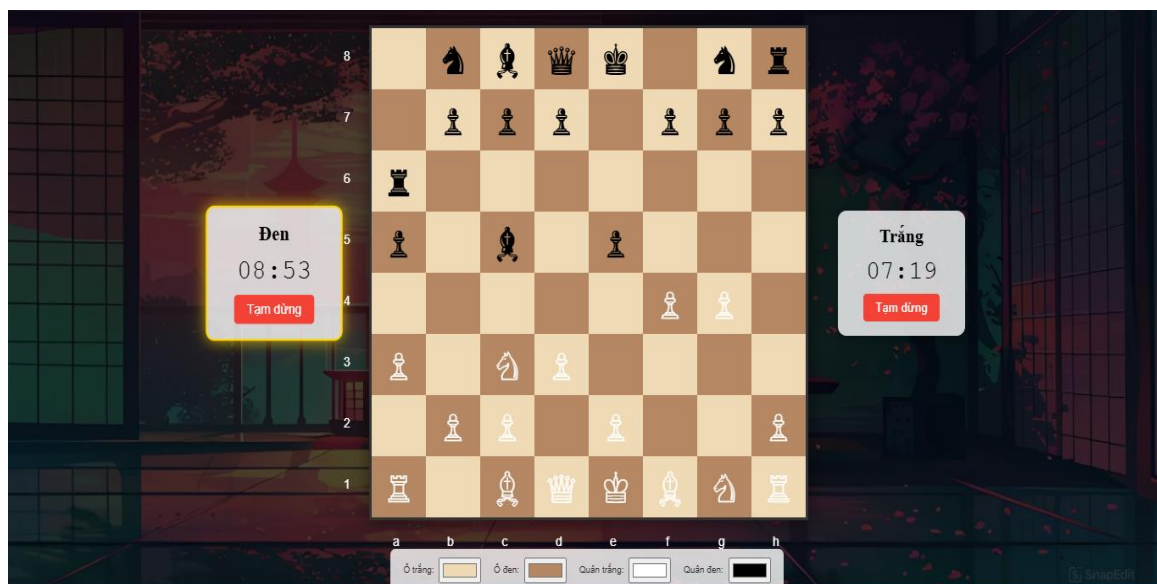 8
7
6
5
4
3
2
1
Đen
08:53
Tạm dừng
Trắng
07:19
Tạm dừng
a b c d e f g h
Ô trắng: Ô đen: Quân trắng: Quân đen:
SnapEdit